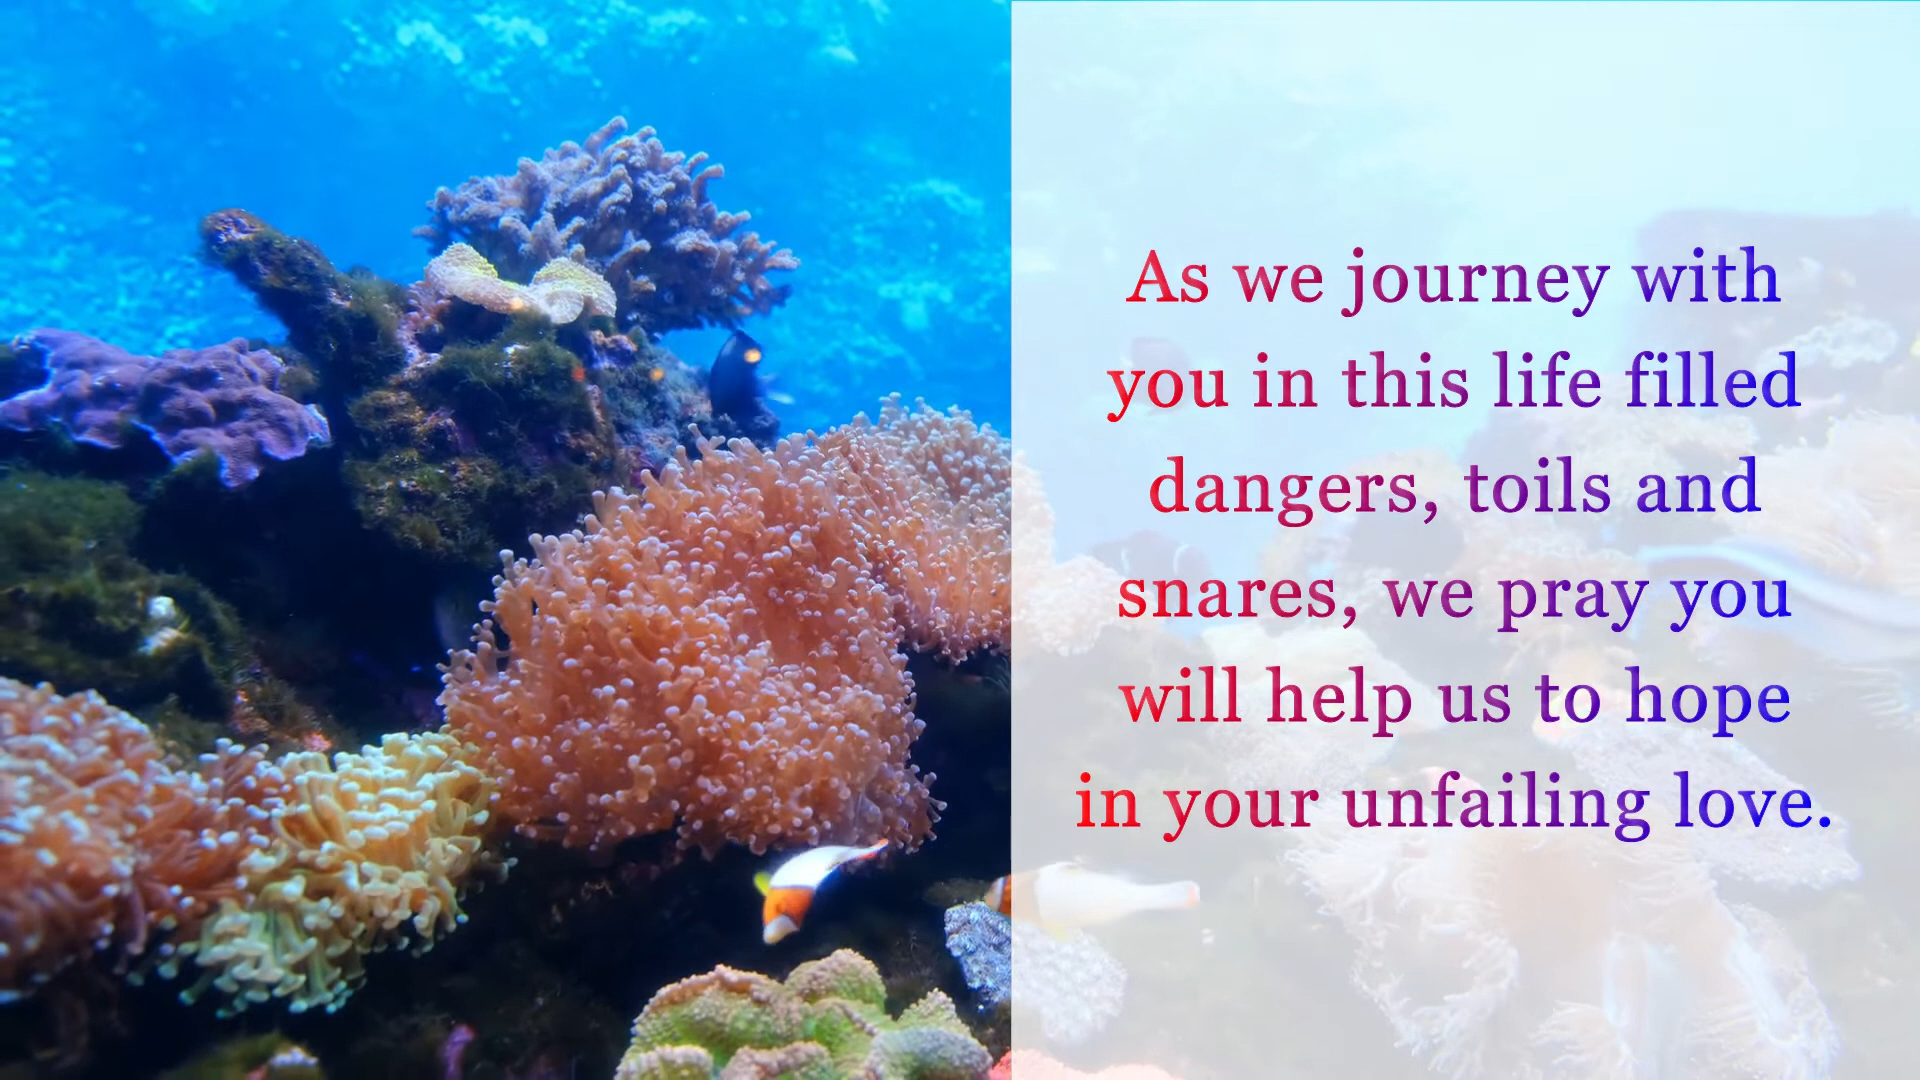 As we journey with
you in this life filled
dangers, toils and
snares, we pray you
will help us to hope
in your unfailing love.